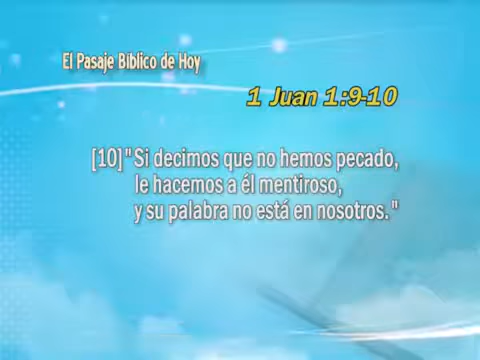 El Pasaje Bíblico de Hoy
1 Juan 1:9-10
[10]"Si decimos que no hemos pecado,
le hacemos a él mentiroso,
y su palabra no está en nosotros."